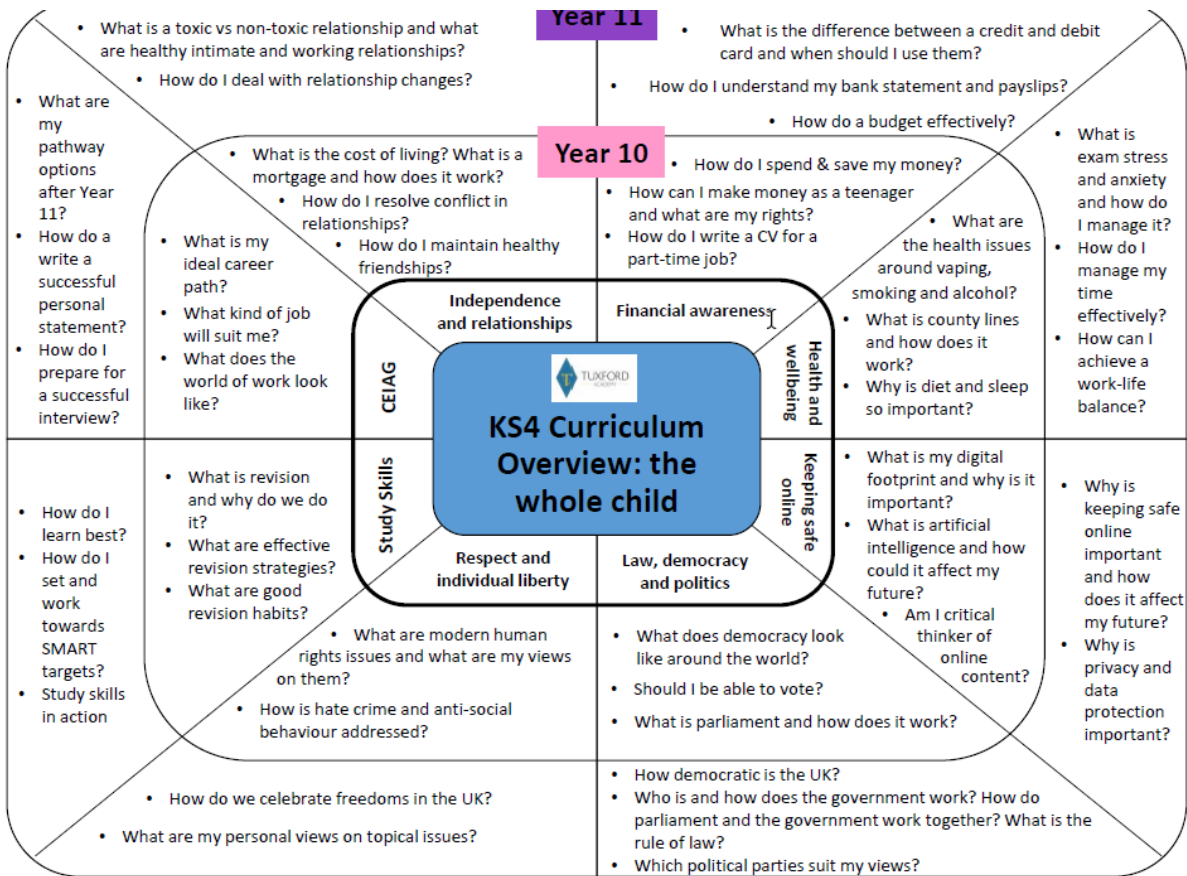 Year 11
• What is a toxic vs non-toxic relationship and what
are healthy intimate and working relationships?
• How do I deal with relationship changes?
• What is the difference between a credit and debit
card and when should I use them?
• How do I understand my bank statement and payslips?
• How do a budget effectively?
• What are
my
pathway
options
after Year
11?
• How do a
write a
successful
personal
statement?
• How do I
prepare for
a successful
interview?
Year 10
• What is the cost of living? What is a
mortgage and how does it work?
• How do I resolve conflict in
relationships?
• How do I maintain healthy
friendships?
• How do I spend & save my money?
• How can I make money as a teenager
and what are my rights?
• How do I write a CV for a
part-time job?
• What is my
ideal career
path?
• What kind of job
will suit me?
• What does the
world of work look
like?
• What are
the health issues
around vaping,
smoking and alcohol?
• What is county lines
and how does it
work?
• Why is diet and sleep
so important?
• What is
exam stress
and anxiety
and how do
I manage it?
• How do I
manage my
time
effectively?
• How can I
achieve a
work-life
balance?
Independence
and relationships
Financial awareness
CEIAG
Health and
wellbeing
TUXFORD
ACADEMY
KS4 Curriculum
Overview: the
whole child
Study Skills
Keeping safe
online
Respect and
individual liberty
Law, democracy
and politics
• How do I
learn best?
• How do I
set and
work
towards
SMART
targets?
• Study skills
in action
• What is revision
and why do we do
it?
• What are effective
revision strategies?
• What are good
revision habits?
• What is my digital
footprint and why is it
important?
• What is artificial
intelligence and how
could it affect my
future?
• Am I critical
thinker of
online
content?
• Why is
keeping safe
online
important
and how
does it affect
my future?
• Why is
privacy and
data
protection
important?
• What are modern human
rights issues and what are my views
on them?
• How is hate crime and anti-social
behaviour addressed?
• What does democracy look
like around the world?
• Should I be able to vote?
• What is parliament and how does it work?
• How do we celebrate freedoms in the UK?
• What are my personal views on topical issues?
• How democratic is the UK?
• Who is and how does the government work? How do
parliament and the government work together? What is the
rule of law?
• Which political parties suit my views?